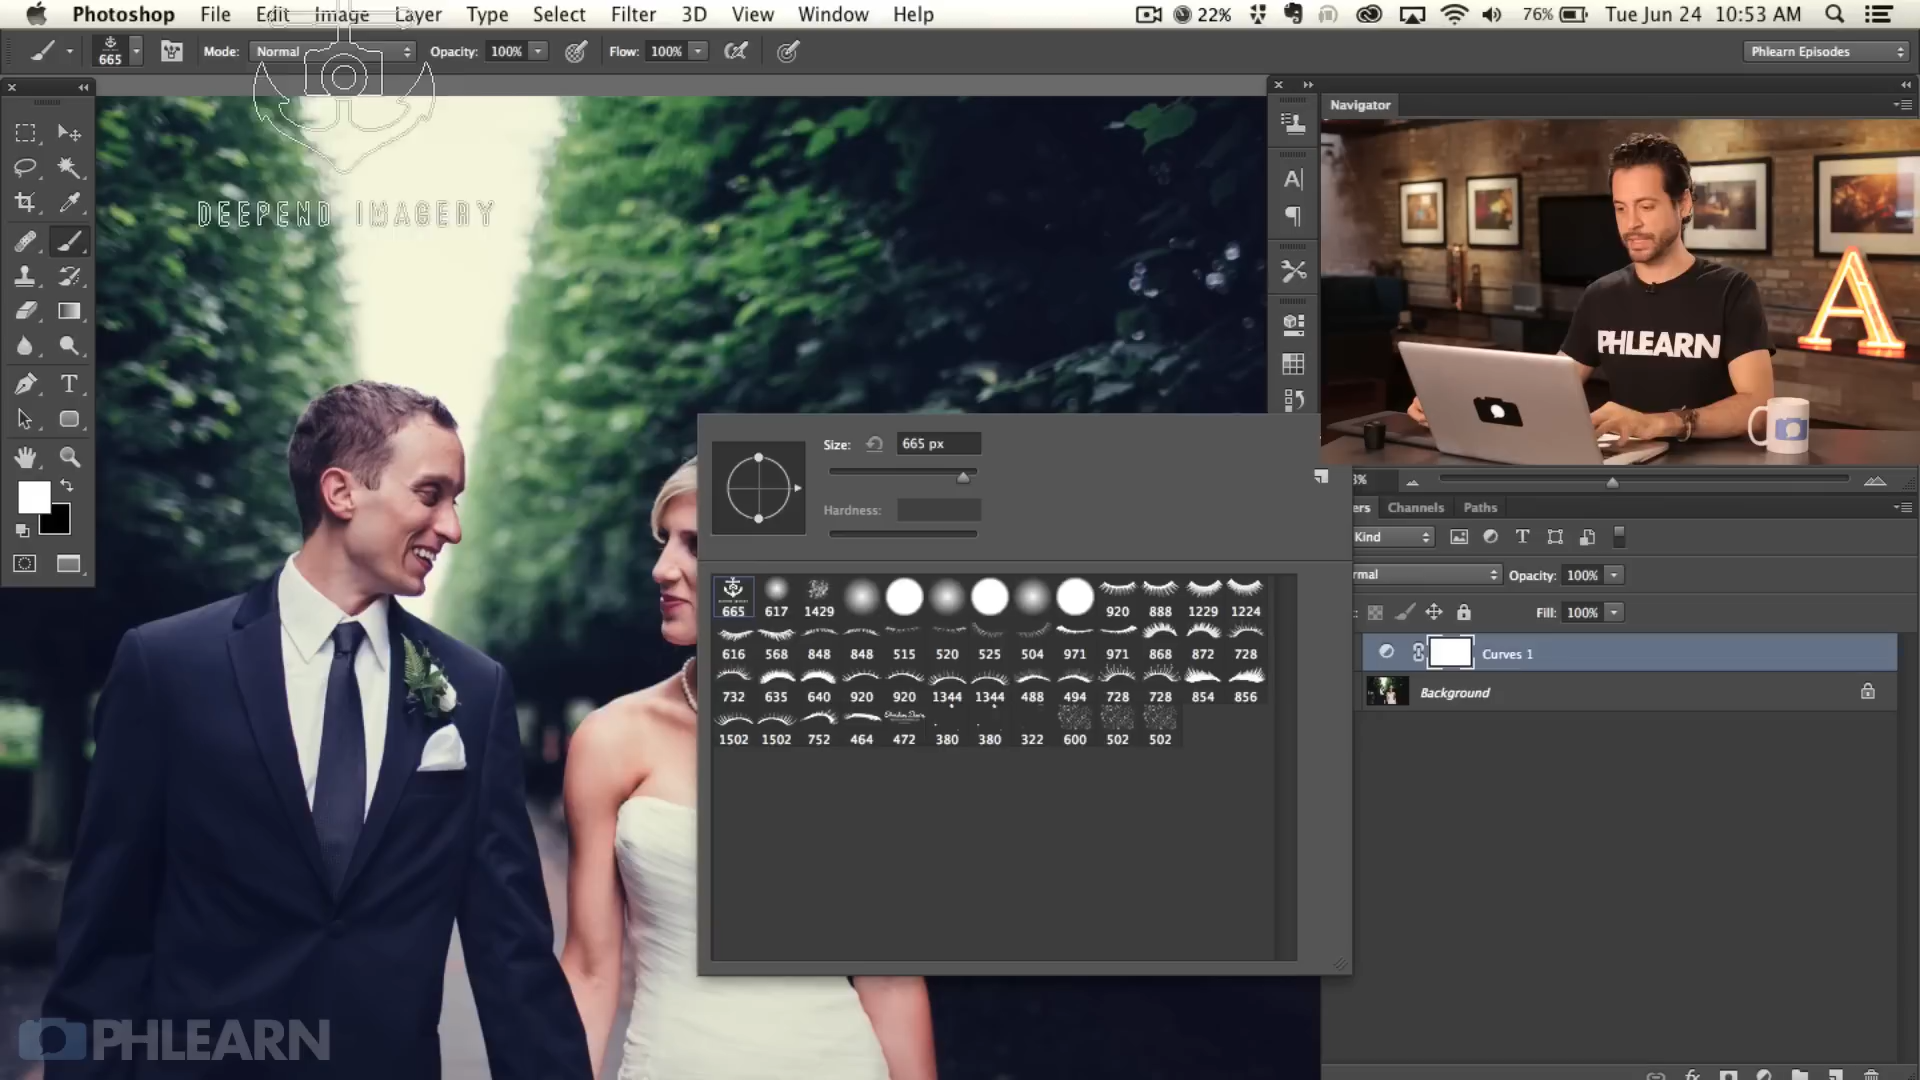 Photoshop File Edit Image Layer Type Select Filter 3D View Window Help 22% 76% Tue Jun 24 10:53 AM
665 Mode: Normal Opacity: 100% Flow: 100% Phlearn Episodes
Navigator
DEEPEND IMAGERY
PHLEARN
Size: 665 px
Hardness:
665 617 1429 920 888 1229 1224
616 568 848 848 515 520 525 504 971 971 868 872 728
732 635 640 920 920 1344 1344 488 494 728 728 854 856
1502 1502 752 464 472 380 380 322 600 502 502
3%
ers Channels Paths
Kind
rmal Opacity: 100%
Fill: 100%
Curves 1
Background
PHLEARN